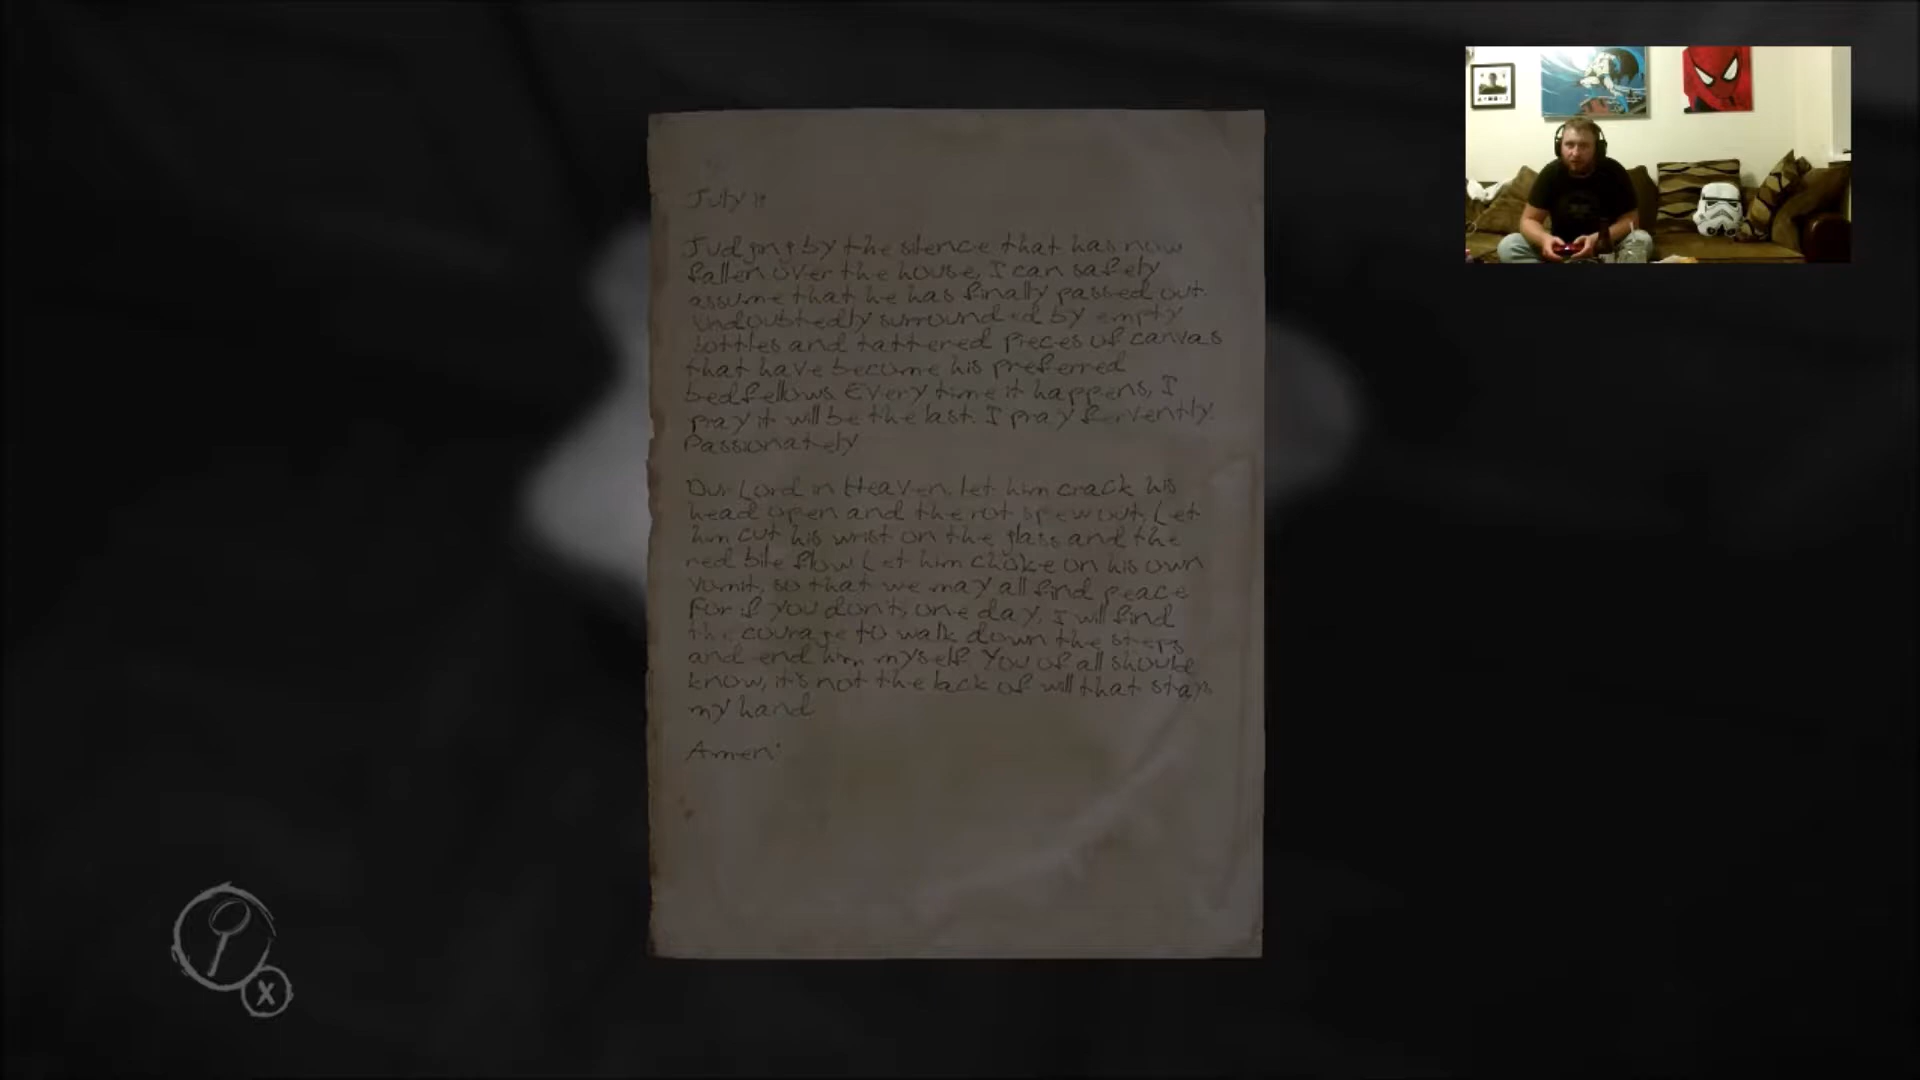 July
Judging by the silence that has now
fallen over the house, I can safely
assume that he has finally passed out.
Undoubtedly surrounded by empty
bottles and tattered pieces of canvas
that have become his preferred
bedfellows. Every time it happens, I
pray it will be the last. I pray fervently.
Passionately
Our Lord in Heaven, let him crack his
head open and the rot spew out. Let
him cut his wrist on the glass and the
red bile flow. Let him choke on his own
vomit, so that we may all find peace
For if you don't, one day, I will find
the courage to walk down the steps
and end him myself. You of all should
know, it's not the lack of will that stays
my hand
Amen
X